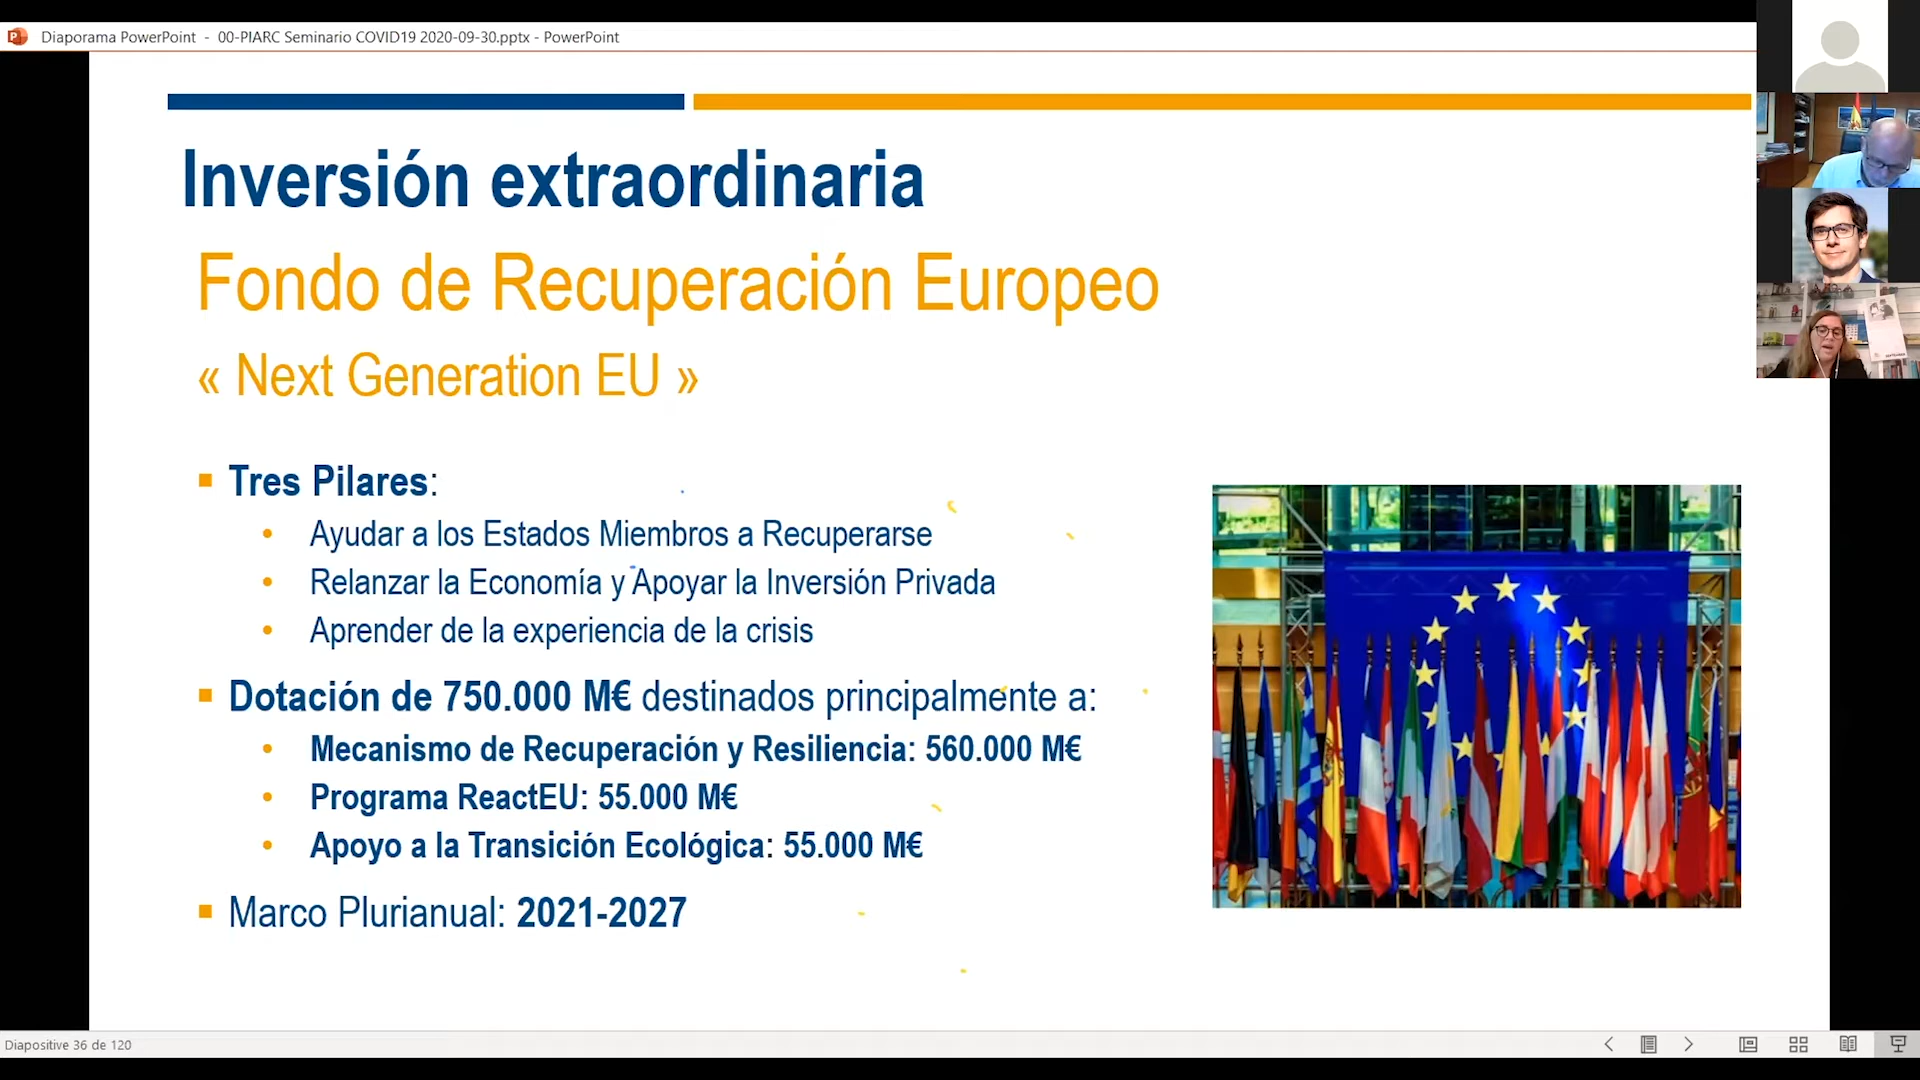 Diaporama PowerPoint - 00-PIARC Seminario COVID19 2020-09-30.pptx - PowerPoint
Inversión extraordinaria
Fondo de Recuperación Europeo
« Next Generation EU »
Tres Pilares:
Ayudar a los Estados Miembros a Recuperarse
Relanzar la Economía y Apoyar la Inversión Privada
Aprender de la experiencia de la crisis
Dotación de 750.000 M€ destinados principalmente a:
Mecanismo de Recuperación y Resiliencia: 560.000 M€
Programa ReactEU: 55.000 M€
Apoyo a la Transición Ecológica: 55.000 M€
Marco Plurianual: 2021-2027
Diapositive 36 de 120